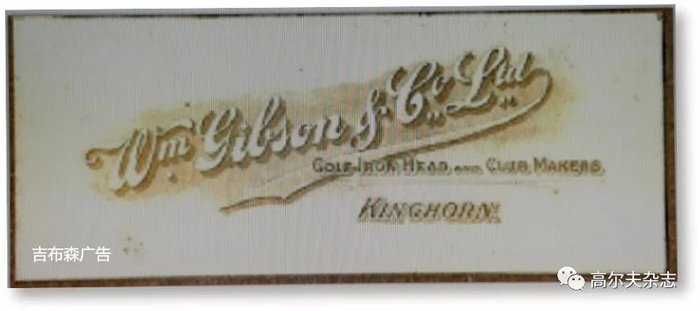 Wm Gibson & Co Ltd
GOLF IRON HEAD AND CLUB MAKERS,
KINGHORN.
吉布森广告
高尔夫杂志